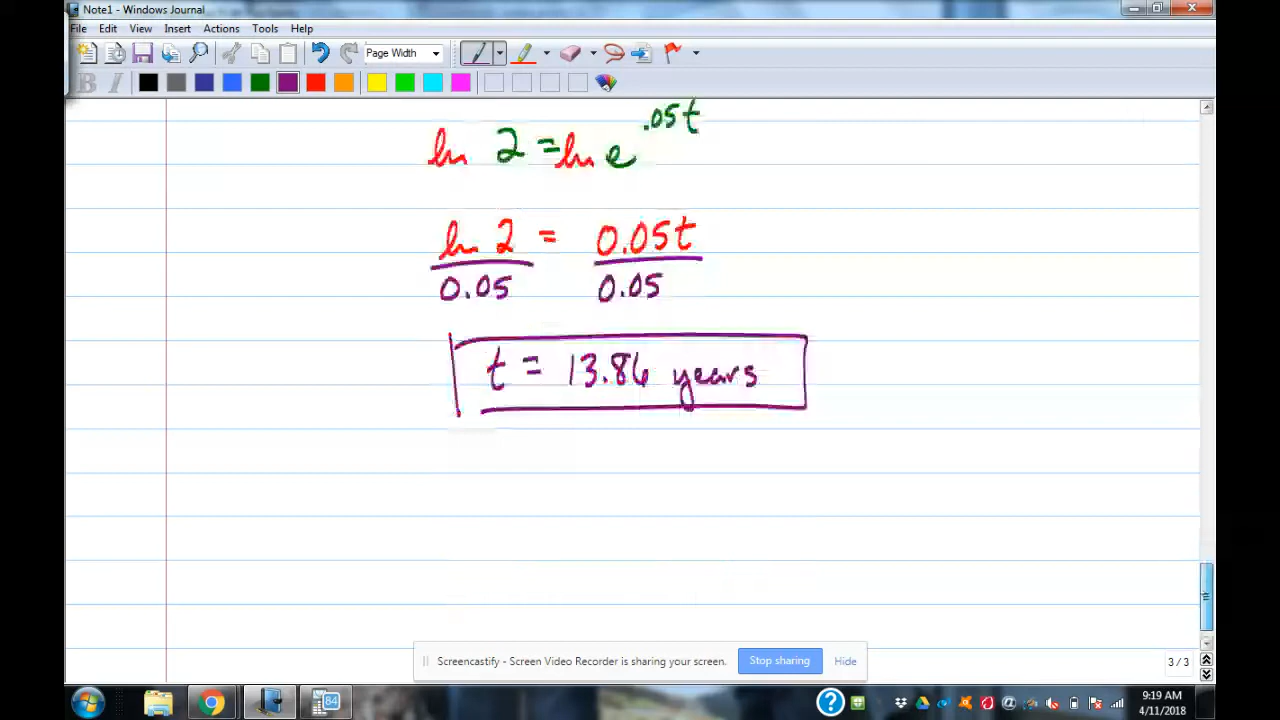 Note1 - Windows Journal
File Edit View Insert Actions Tools Help
Page Width
B I
ln 2 = ln e^.05t
ln 2 = 0.05t
0.05 0.05
t = 13.86 years
Screencastify - Screen Video Recorder is sharing your screen. Stop sharing Hide
3 / 3
84
9:19 AM
4/11/2018